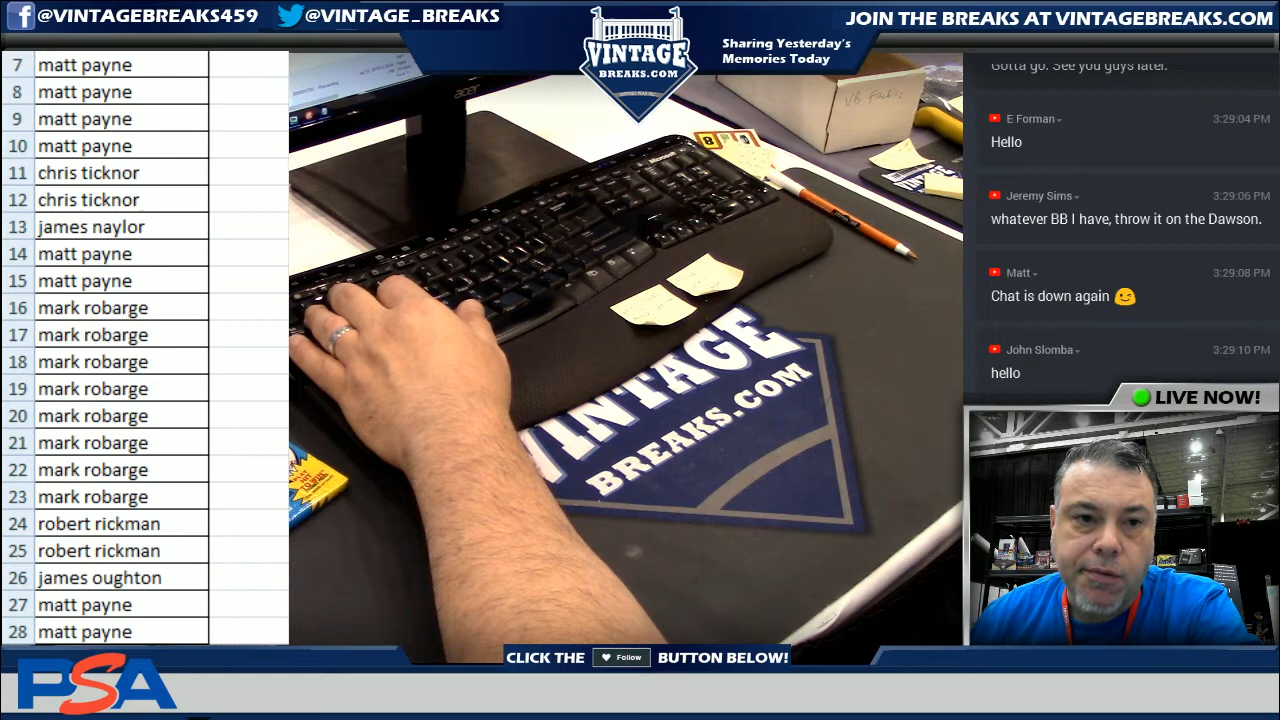 @VINTAGEBREAKS459
@VINTAGE_BREAKS
VINTAGE
BREAKS.COM
Sharing Yesterday's
Memories Today
JOIN THE BREAKS AT VINTAGEBREAKS.COM
7 matt payne
8 matt payne
9 matt payne
10 matt payne
11 chris ticknor
12 chris ticknor
13 james naylor
14 matt payne
15 matt payne
16 mark robarge
17 mark robarge
18 mark robarge
19 mark robarge
20 mark robarge
21 mark robarge
22 mark robarge
23 mark robarge
24 robert rickman
25 robert rickman
26 james oughton
27 matt payne
28 matt payne
acer
Microsoft
VINTAGE
BREAKS.COM
Gotta go. See you guys later.
E Forman 3:29:04 PM
Hello
Jeremy Sims 3:29:06 PM
whatever BB I have, throw it on the Dawson.
Matt 3:29:08 PM
Chat is down again 😉
John Slomba 3:29:10 PM
hello
LIVE NOW!
CLICK THE Follow BUTTON BELOW!
PSA